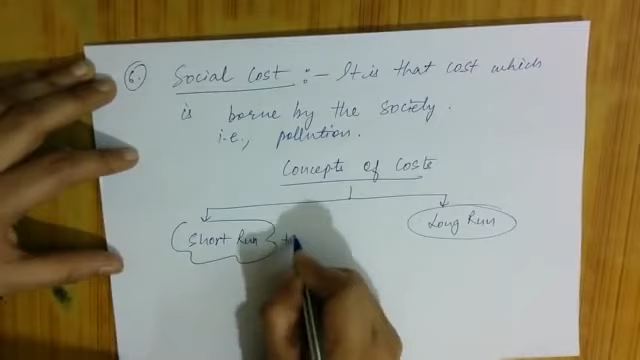 6. Social Cost :- It is that cost which
is borne by the society.
i.e., pollution.
Concepts of Costs
Short Run
Long Run